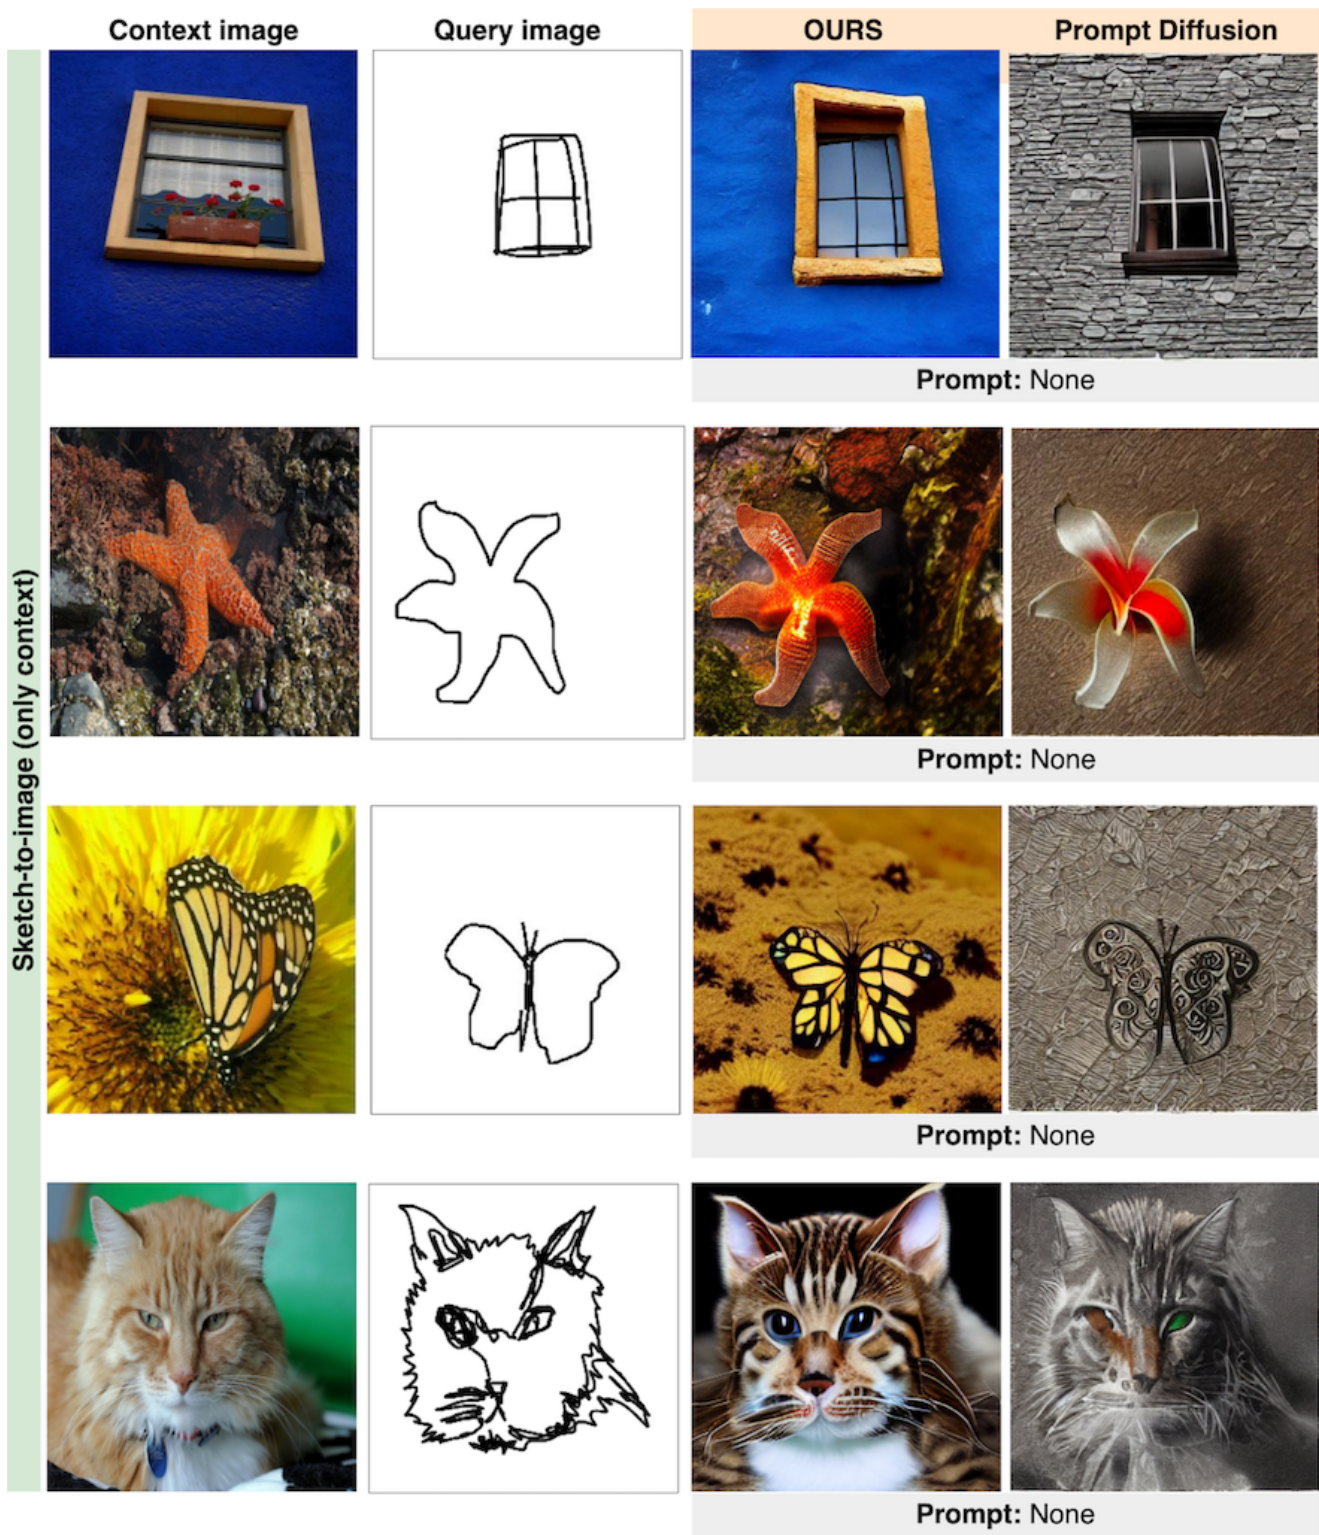 Context image
Query image
OURS
Prompt Diffusion
Sketch-to-image (only context)
Prompt: None
Prompt: None
Prompt: None
Prompt: None